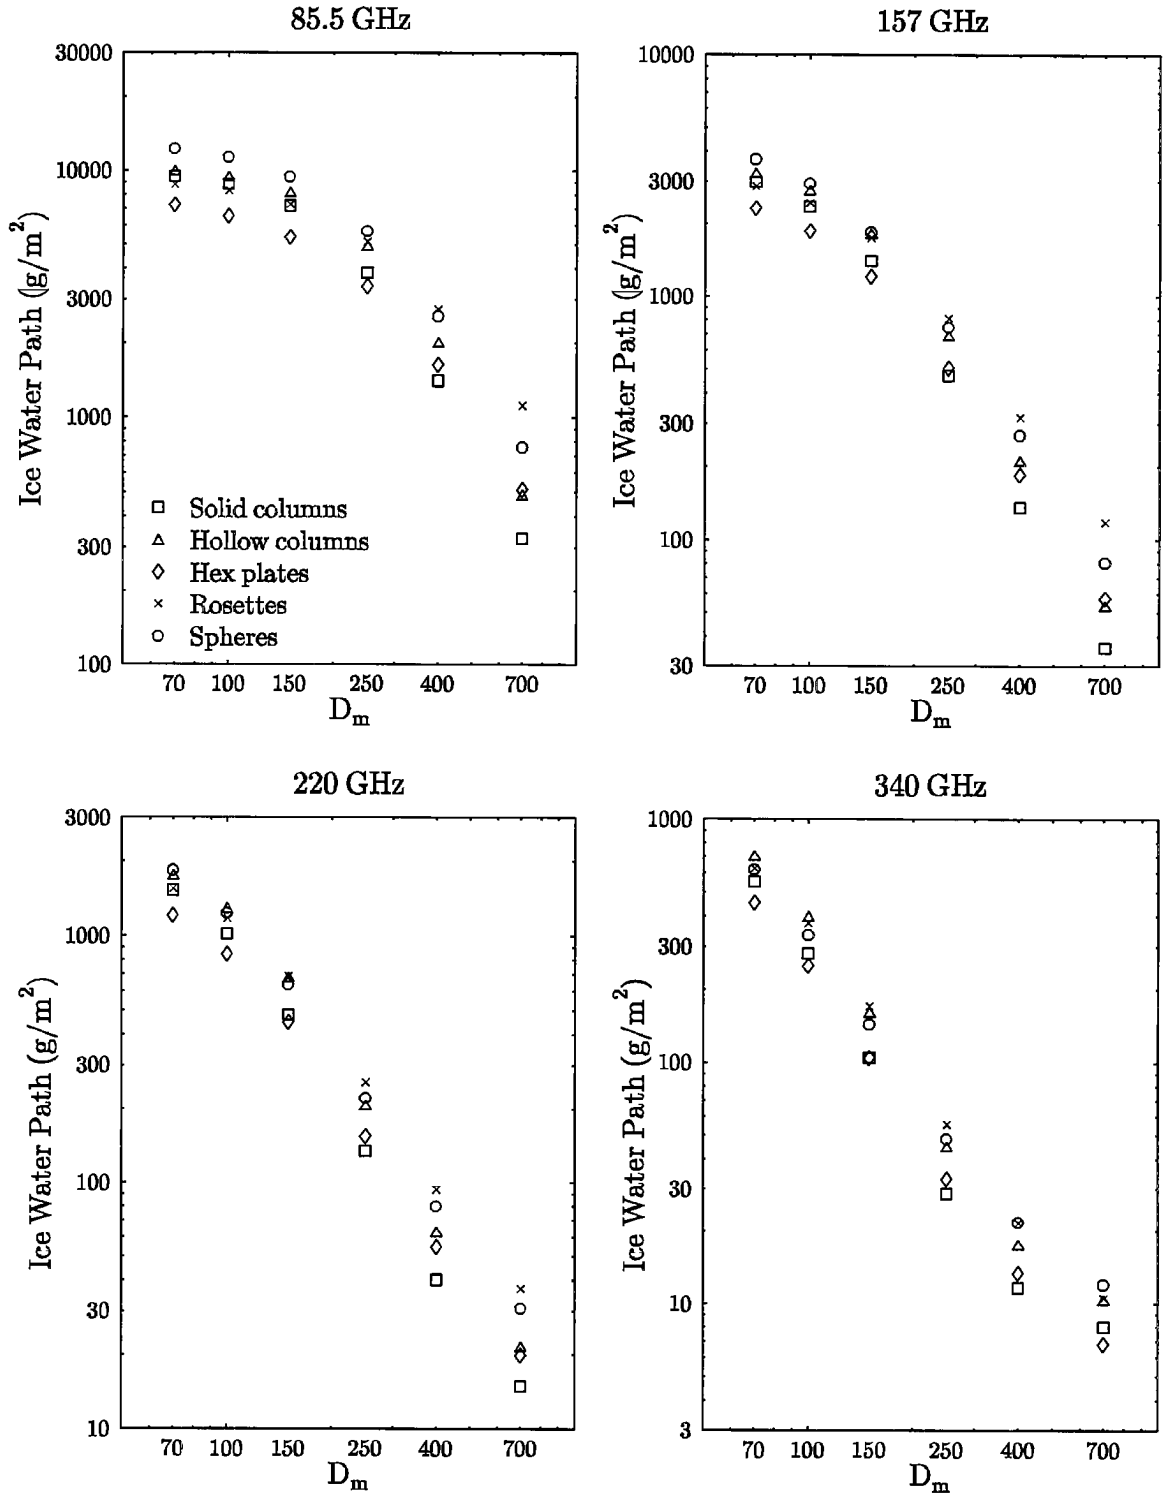 85.5 GHz
30000
10000
3000
1000
300
100
Ice Water Path (g/m²)
□ Solid columns
△ Hollow columns
◇ Hex plates
× Rosettes
○ Spheres
70 100 150 250 400 700
Dₘ
157 GHz
10000
3000
1000
300
100
30
Ice Water Path (g/m²)
70 100 150 250 400 700
Dₘ
220 GHz
3000
1000
300
100
30
10
Ice Water Path (g/m²)
70 100 150 250 400 700
Dₘ
340 GHz
1000
300
100
30
10
3
Ice Water Path (g/m²)
70 100 150 250 400 700
Dₘ